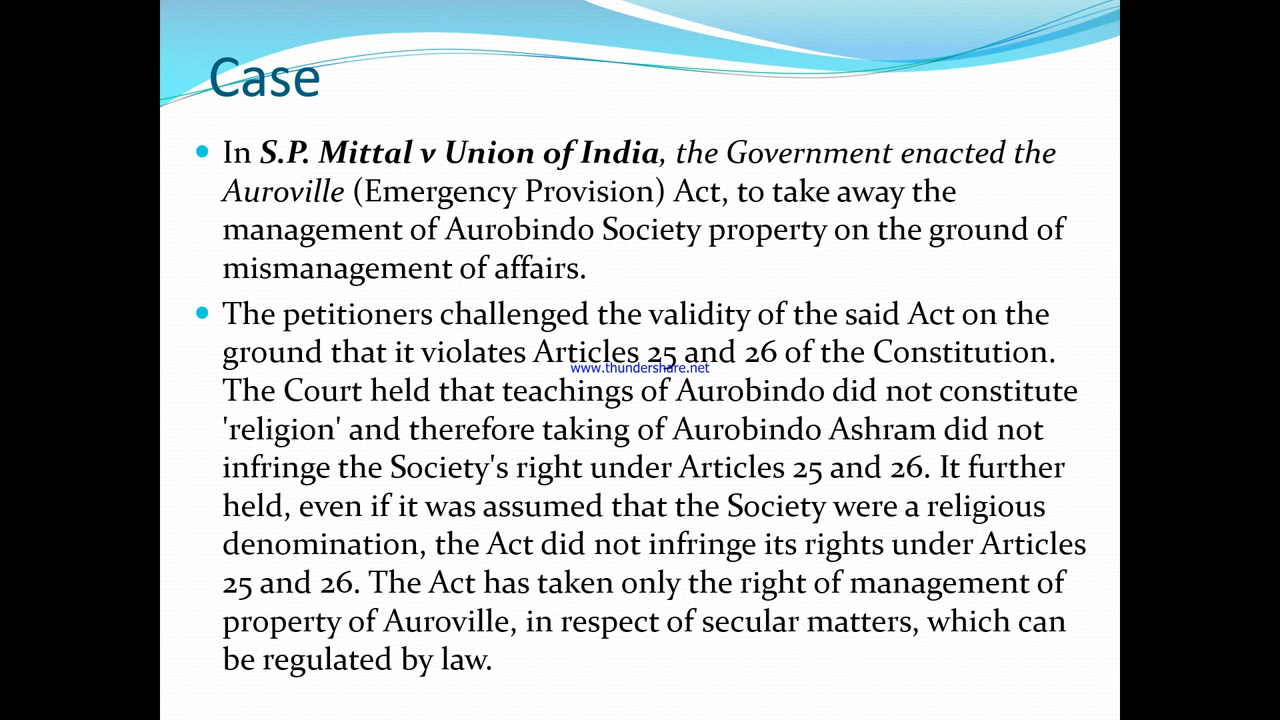 Case
In S.P. Mittal v Union of India, the Government enacted the
Auroville (Emergency Provision) Act, to take away the
management of Aurobindo Society property on the ground of
mismanagement of affairs.
The petitioners challenged the validity of the said Act on the
ground that it violates Articles 25 and 26 of the Constitution.
www.thundershare.net
The Court held that teachings of Aurobindo did not constitute
'religion' and therefore taking of Aurobindo Ashram did not
infringe the Society's right under Articles 25 and 26. It further
held, even if it was assumed that the Society were a religious
denomination, the Act did not infringe its rights under Articles
25 and 26. The Act has taken only the right of management of
property of Auroville, in respect of secular matters, which can
be regulated by law.